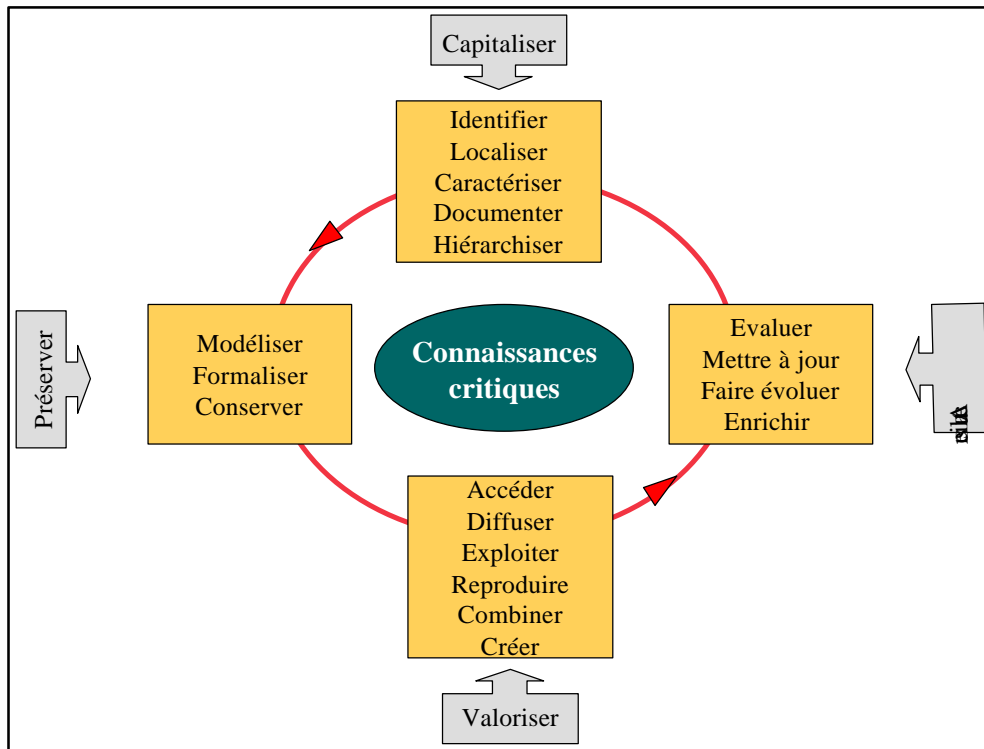 Capitaliser
Identifier
Localiser
Caractériser
Documenter
Hiérarchiser
Préserver
Modéliser
Formaliser
Conserver
Connaissances
critiques
Evaluer
Mettre à jour
Faire évoluer
Enrichir
Accéder
Diffuser
Exploiter
Reproduire
Combiner
Créer
Valoriser